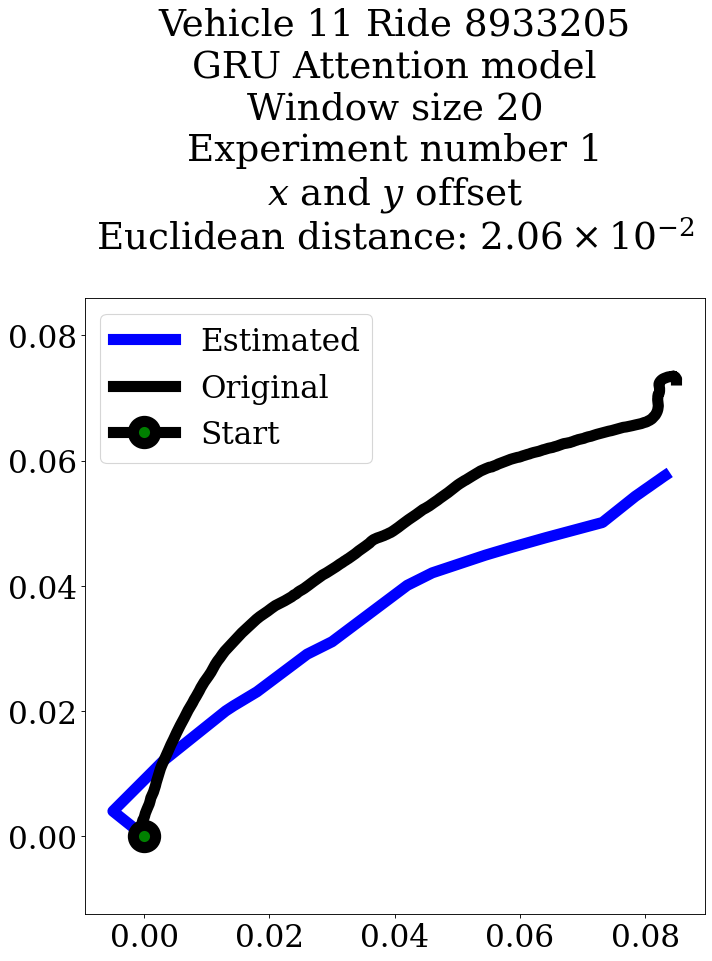 Vehicle 11 Ride 8933205
GRU Attention model
Window size 20
Experiment number 1
x and y offset
Euclidean distance: 2.06 × 10⁻²
Estimated
Original
Start
0.08
0.06
0.04
0.02
0.00
0.00 0.02 0.04 0.06 0.08